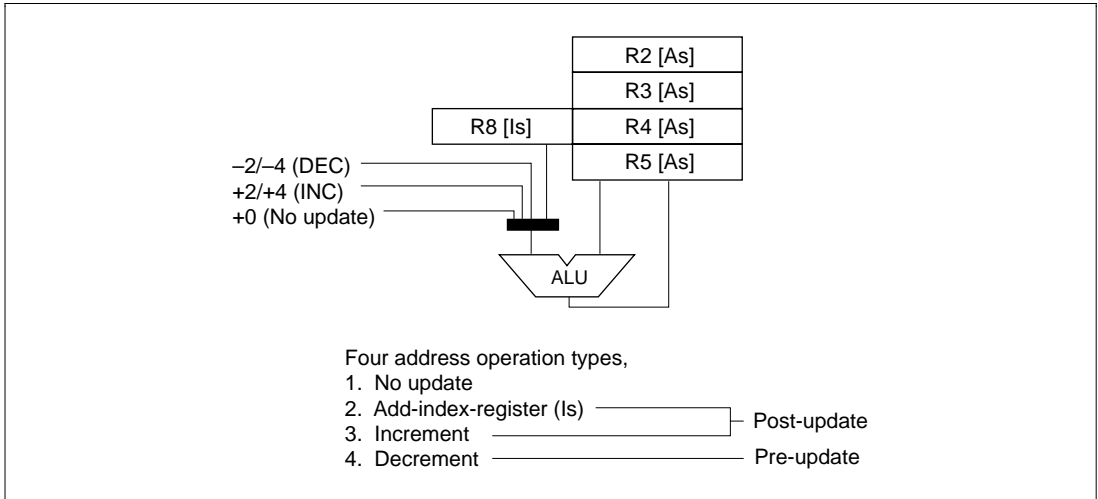 R2 [As]
R3 [As]
R8 [Is] R4 [As]
R5 [As]
–2/–4 (DEC)
+2/+4 (INC)
+0 (No update)
ALU
Four address operation types,
1. No update
2. Add-index-register (Is)
3. Increment
Post-update
4. Decrement
Pre-update